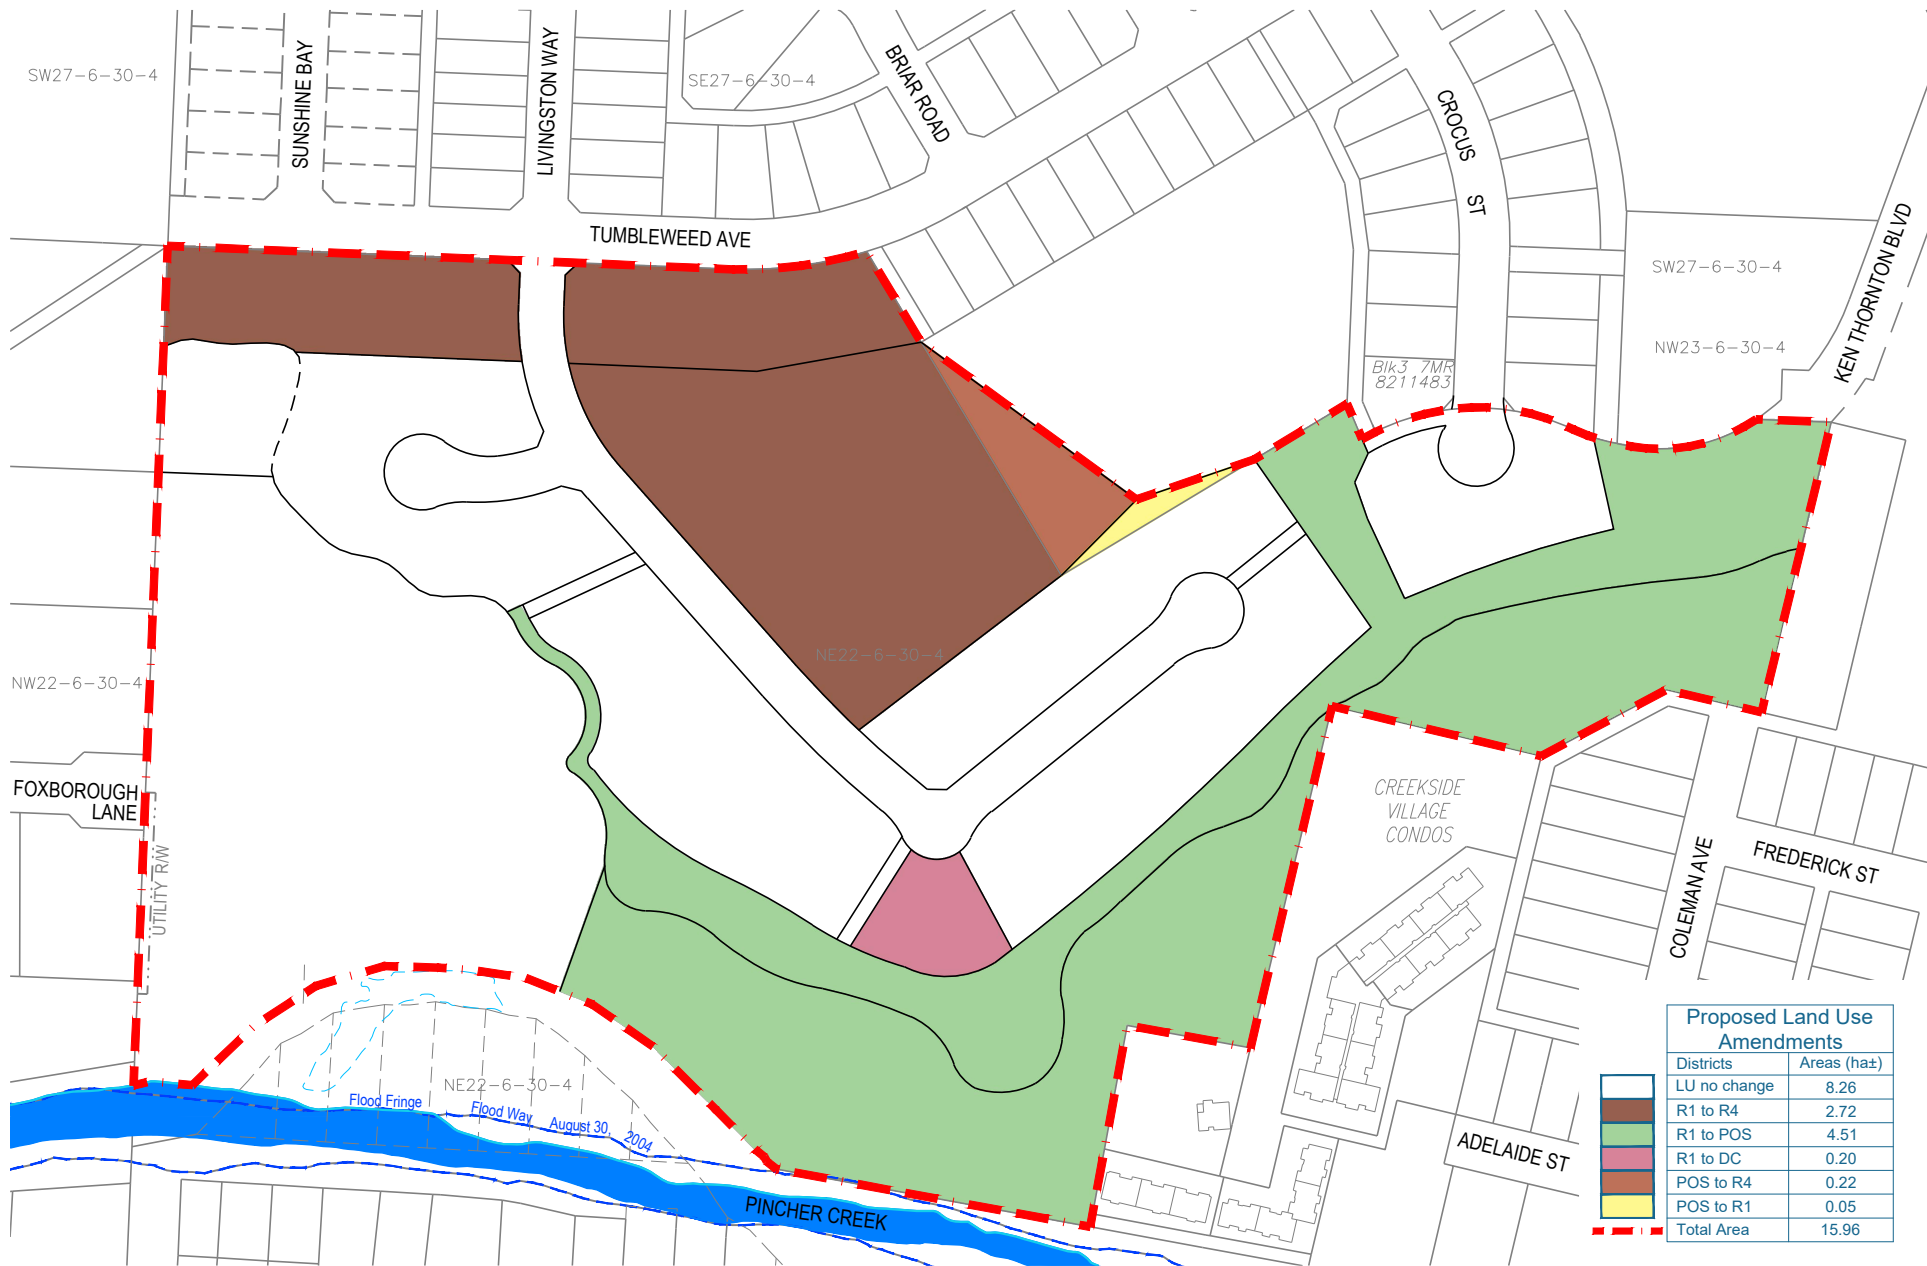 SW27-6-30-4
SUNSHINE BAY
LIVINGSTON WAY
SE27-6-30-4
BRIAR ROAD
CROCUS
ST
TUMBLEWEED AVE
SW27-6-30-4
KEN THORNTON BLVD
NW23-6-30-4
Blk3 7MR
8211483
NE22-6-30-4
NW22-6-30-4
FOXBOROUGH
LANE
UTILITY R/W
CREEKSIDE
VILLAGE
CONDOS
COLEMAN AVE
FREDERICK ST
NE22-6-30-4
Flood Fringe
Flood Way
August 30, 2004
PINCHER CREEK
ADELAIDE ST
Proposed Land Use
Amendments
Districts Areas (ha±)
LU no change 8.26
R1 to R4 2.72
R1 to POS 4.51
R1 to DC 0.20
POS to R4 0.22
POS to R1 0.05
Total Area 15.96